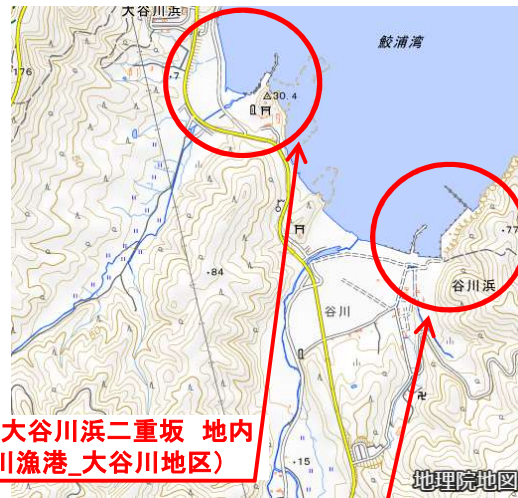 大谷川浜
鮫浦湾
176
7
30.4
77
谷川浜
84
谷川
大谷川浜二重坂 地内
川漁港_大谷川地区）
15
地理院地図